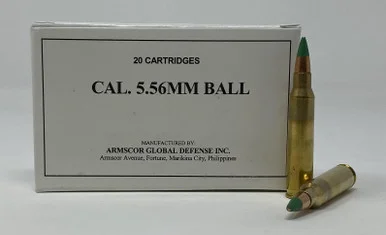 20 CARTRIDGES
CAL. 5.56MM BALL
MANUFACTURED BY
ARMSCOR GLOBAL DEFENSE INC.
Armscor Avenue, Fortune, Marikina City, Philippines